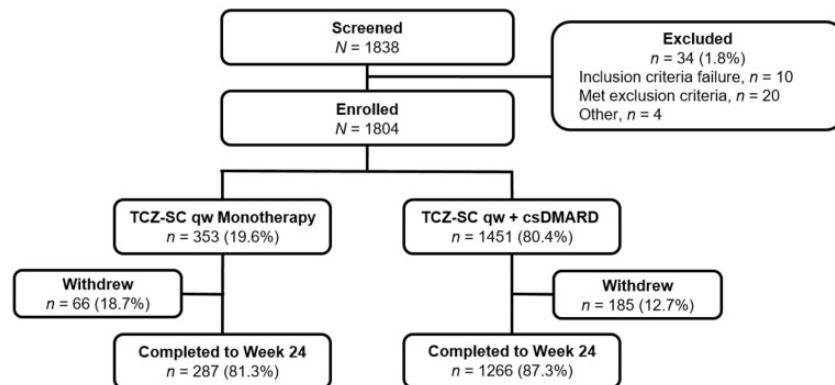 Screened
N = 1838
Excluded
n = 34 (1.8%)
Inclusion criteria failure, n = 10
Met exclusion criteria, n = 20
Other, n = 4
Enrolled
N = 1804
TCZ-SC qw Monotherapy
n = 353 (19.6%)
TCZ-SC qw + csDMARD
n = 1451 (80.4%)
Withdrew
n = 66 (18.7%)
Withdrew
n = 185 (12.7%)
Completed to Week 24
n = 287 (81.3%)
Completed to Week 24
n = 1266 (87.3%)